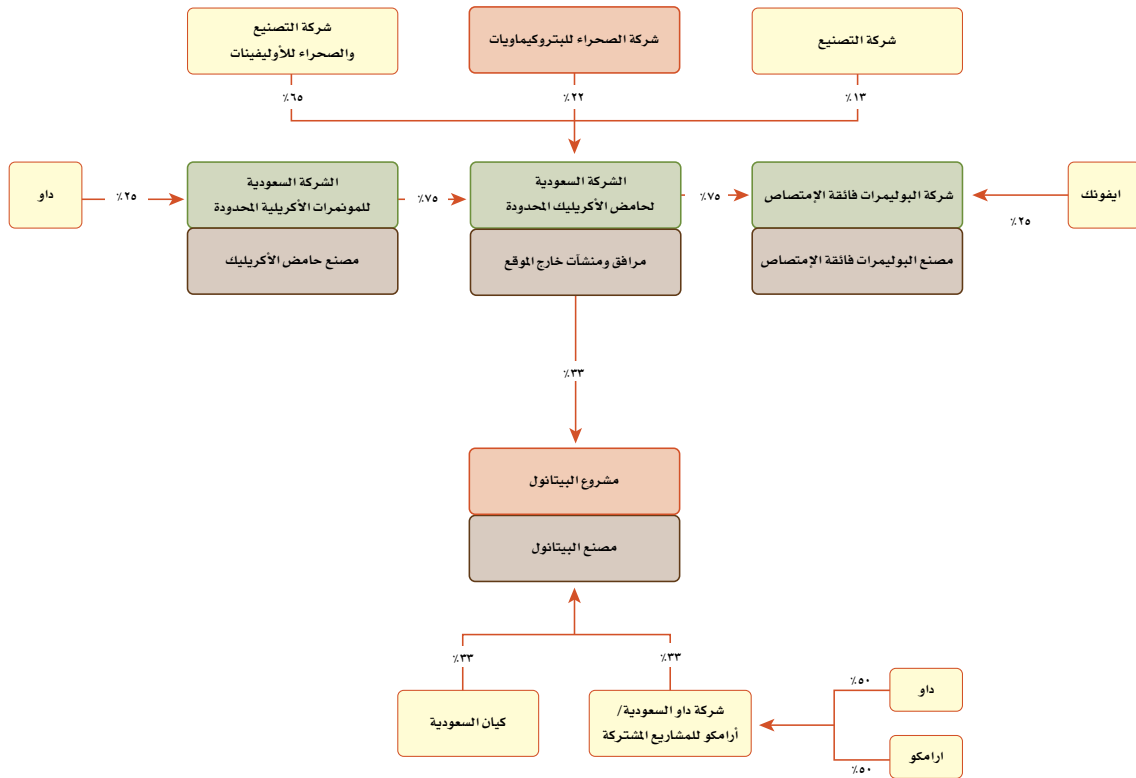 شركة التصنيع
شركة الصحراء للبتروكيماويات
شركة التصنيع
والصحراء للأوليفينات
٪١٣
٪٢٢
٪٦٥
ايفونك
٪٢٥
شركة البوليمرات فائقة الإمتصاص
مصنع البوليمرات فائقة الإمتصاص
٪٧٥
الشركة السعودية
لحامض الأكريليك المحدودة
مرافق ومنشآت خارج الموقع
٪٧٥
الشركة السعودية
للمونمرات الأكريلية المحدودة
مصنع حامض الأكريليك
٪٢٥
داو
٪٣٣
مشروع البيتانول
مصنع البيتانول
٪٣٣
٪٣٣
داو
٪٥٠
شركة داو السعودية/
أرامكو للمشاريع المشتركة
كيان السعودية
ارامكو
٪٥٠